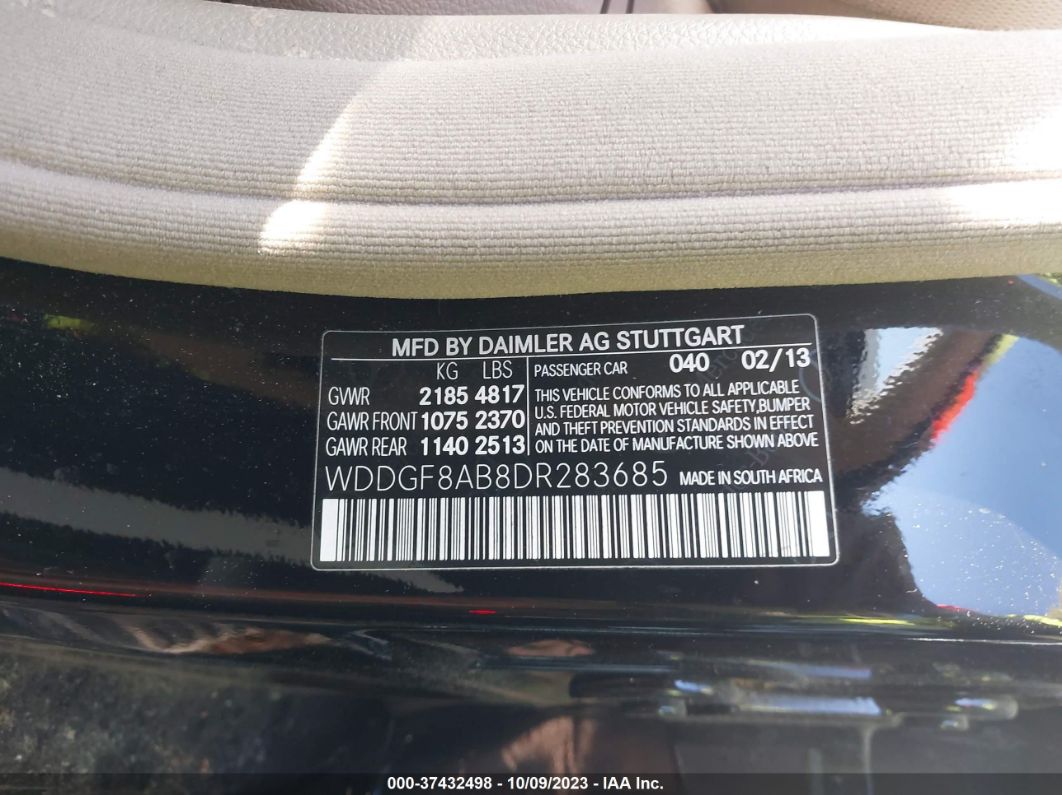 MFD BY DAIMLER AG STUTTGART
KG LBS
GVWR 2185 4817
GAWR FRONT 1075 2370
GAWR REAR 1140 2513
PASSENGER CAR 040 02/13
THIS VEHICLE CONFORMS TO ALL APPLICABLE
U.S. FEDERAL MOTOR VEHICLE SAFETY,BUMPER
AND THEFT PREVENTION STANDARDS IN EFFECT
ON THE DATE OF MANUFACTURE SHOWN ABOVE
WDDGF8AB8DR283685 MADE IN SOUTH AFRICA
000-37432498 - 10/09/2023 - IAA Inc.